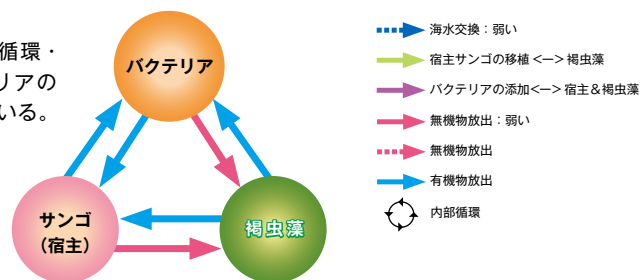 循環・
リアの
いる。
バクテリア
サンゴ
(宿主)
褐虫藻
海水交換：弱い
宿主サンゴの移植<ー>褐虫藻
バクテリアの添加<ー>宿主＆褐虫藻
無機物放出：弱い
無機物放出
有機物放出
内部循環